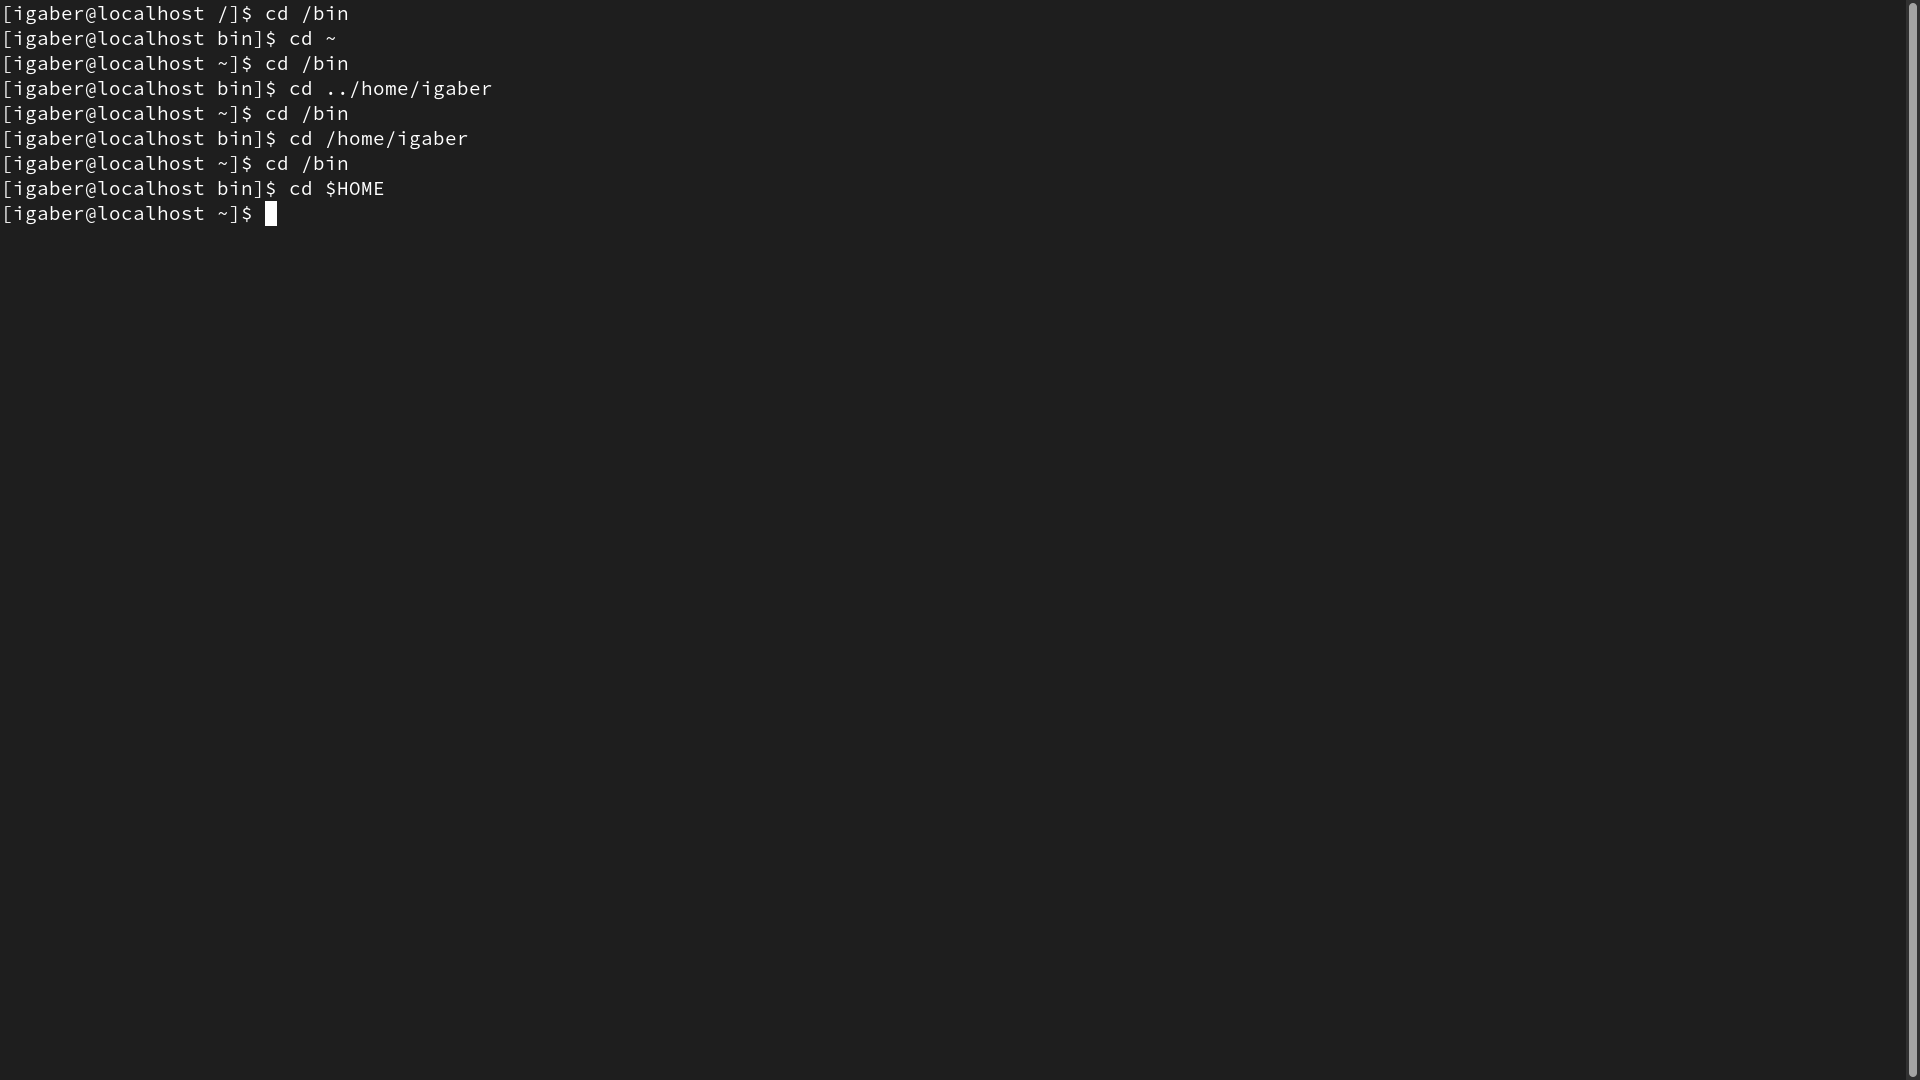 [igaber@localhost /]$ cd /bin
[igaber@localhost bin]$ cd ~
[igaber@localhost ~]$ cd /bin
[igaber@localhost bin]$ cd ../home/igaber
[igaber@localhost ~]$ cd /bin
[igaber@localhost bin]$ cd /home/igaber
[igaber@localhost ~]$ cd /bin
[igaber@localhost bin]$ cd $HOME
[igaber@localhost ~]$